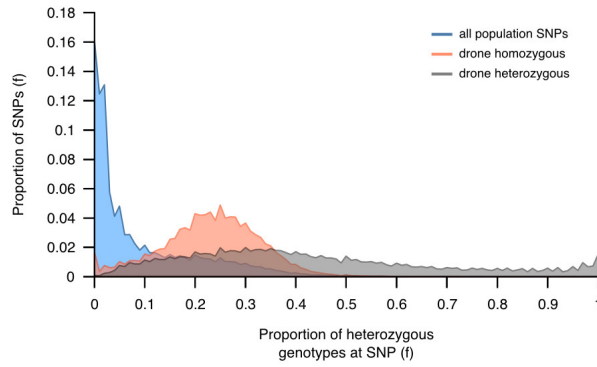 0.18
0.16
0.14
0.12
0.1
0.08
0.06
0.04
0.02
0
Proportion of SNPs (f)
all population SNPs
drone homozygous
drone heterozygous
0 0.1 0.2 0.3 0.4 0.5 0.6 0.7 0.8 0.9 1
Proportion of heterozygous
genotypes at SNP (f)